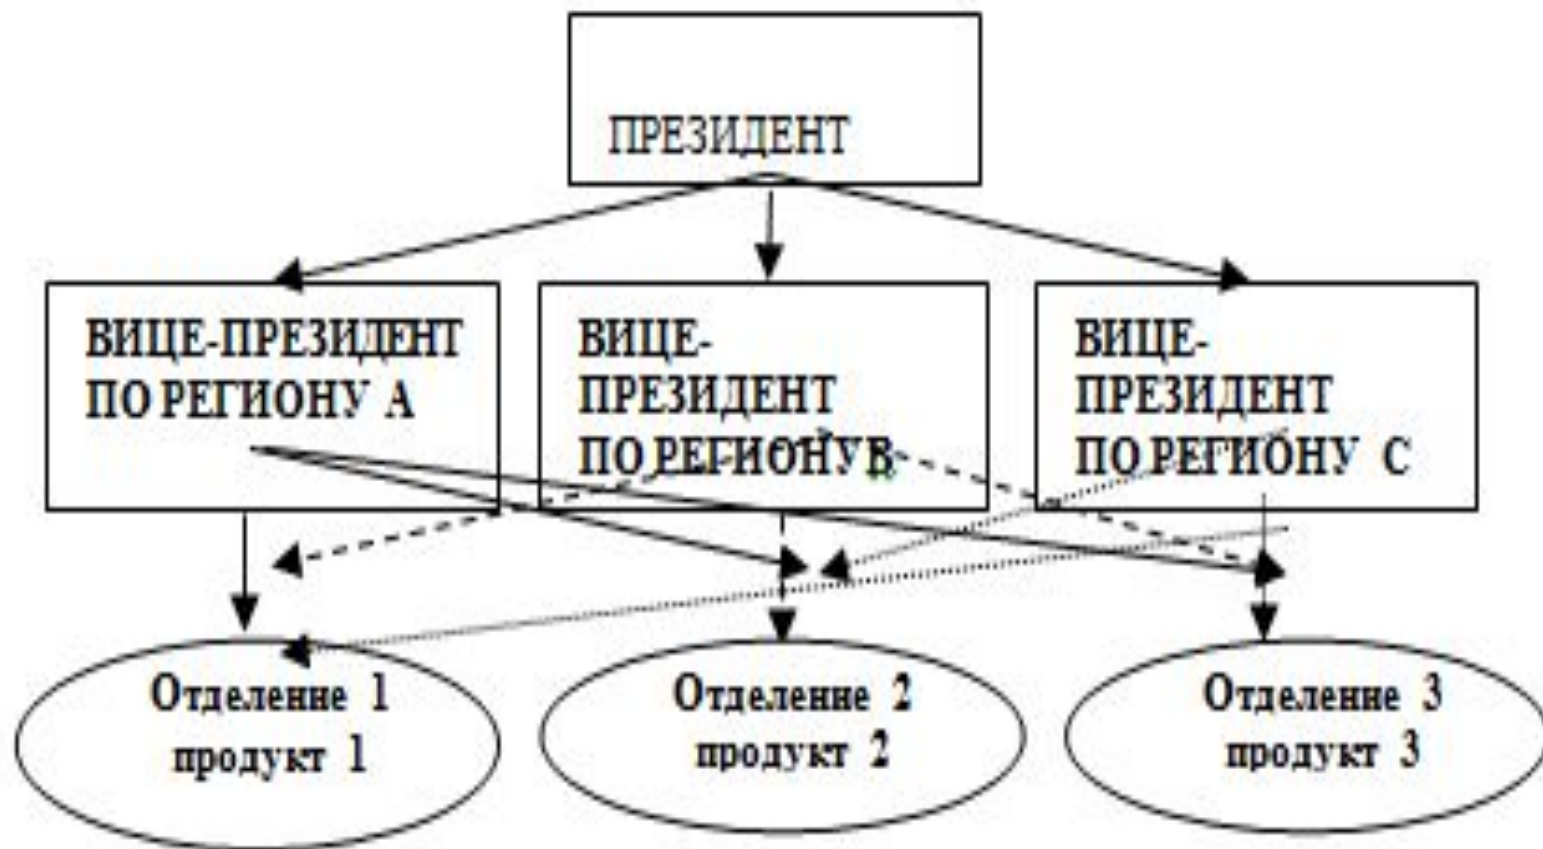 ПРЕЗИДЕНТ
ВИЦЕ-ПРЕЗИДЕНТ
ПО РЕГИОНУ А
ВИЦЕ-
ПРЕЗИДЕНТ
ПО РЕГИОНУ В
ВИЦЕ-
ПРЕЗИДЕНТ
ПО РЕГИОНУ С
Отделение 1
продукт 1
Отделение 2
продукт 2
Отделение 3
продукт 3